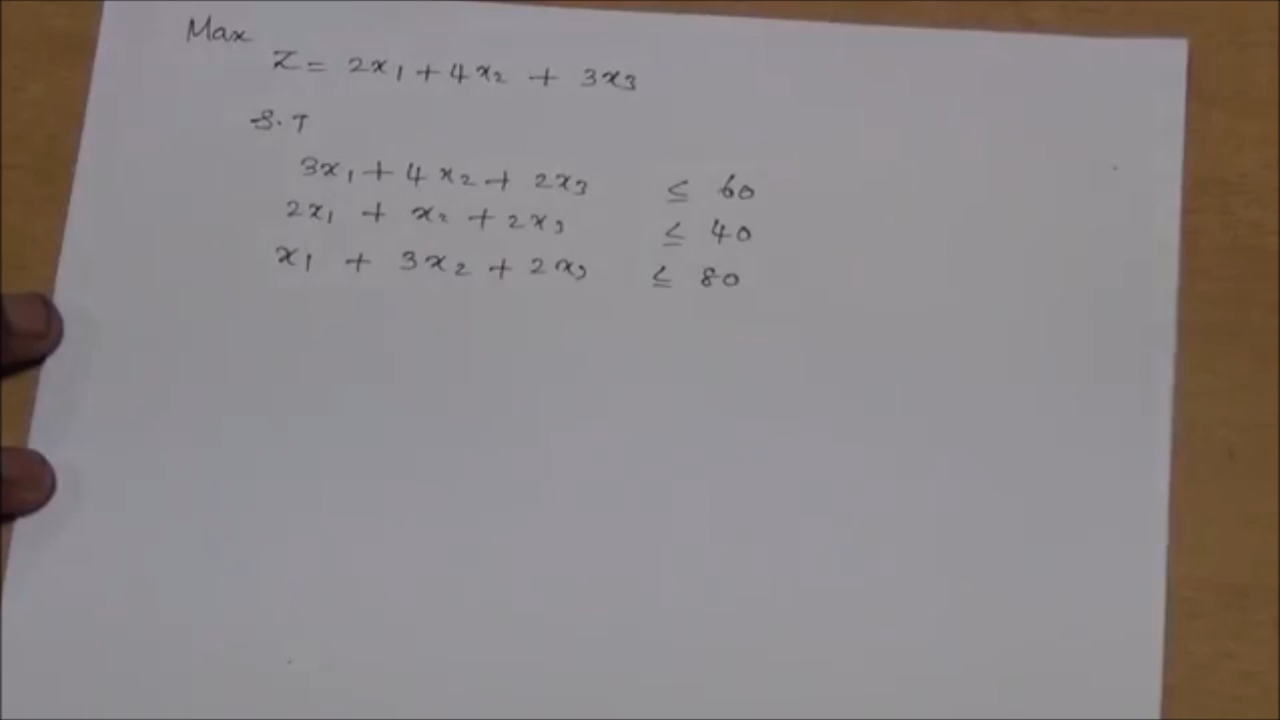 Max
Z = 2x₁ + 4x₂ + 3x₃
S.T
3x₁ + 4x₂ + 2x₃ ≤ 60
2x₁ + x₂ + 2x₃ ≤ 40
x₁ + 3x₂ + 2x₃ ≤ 80